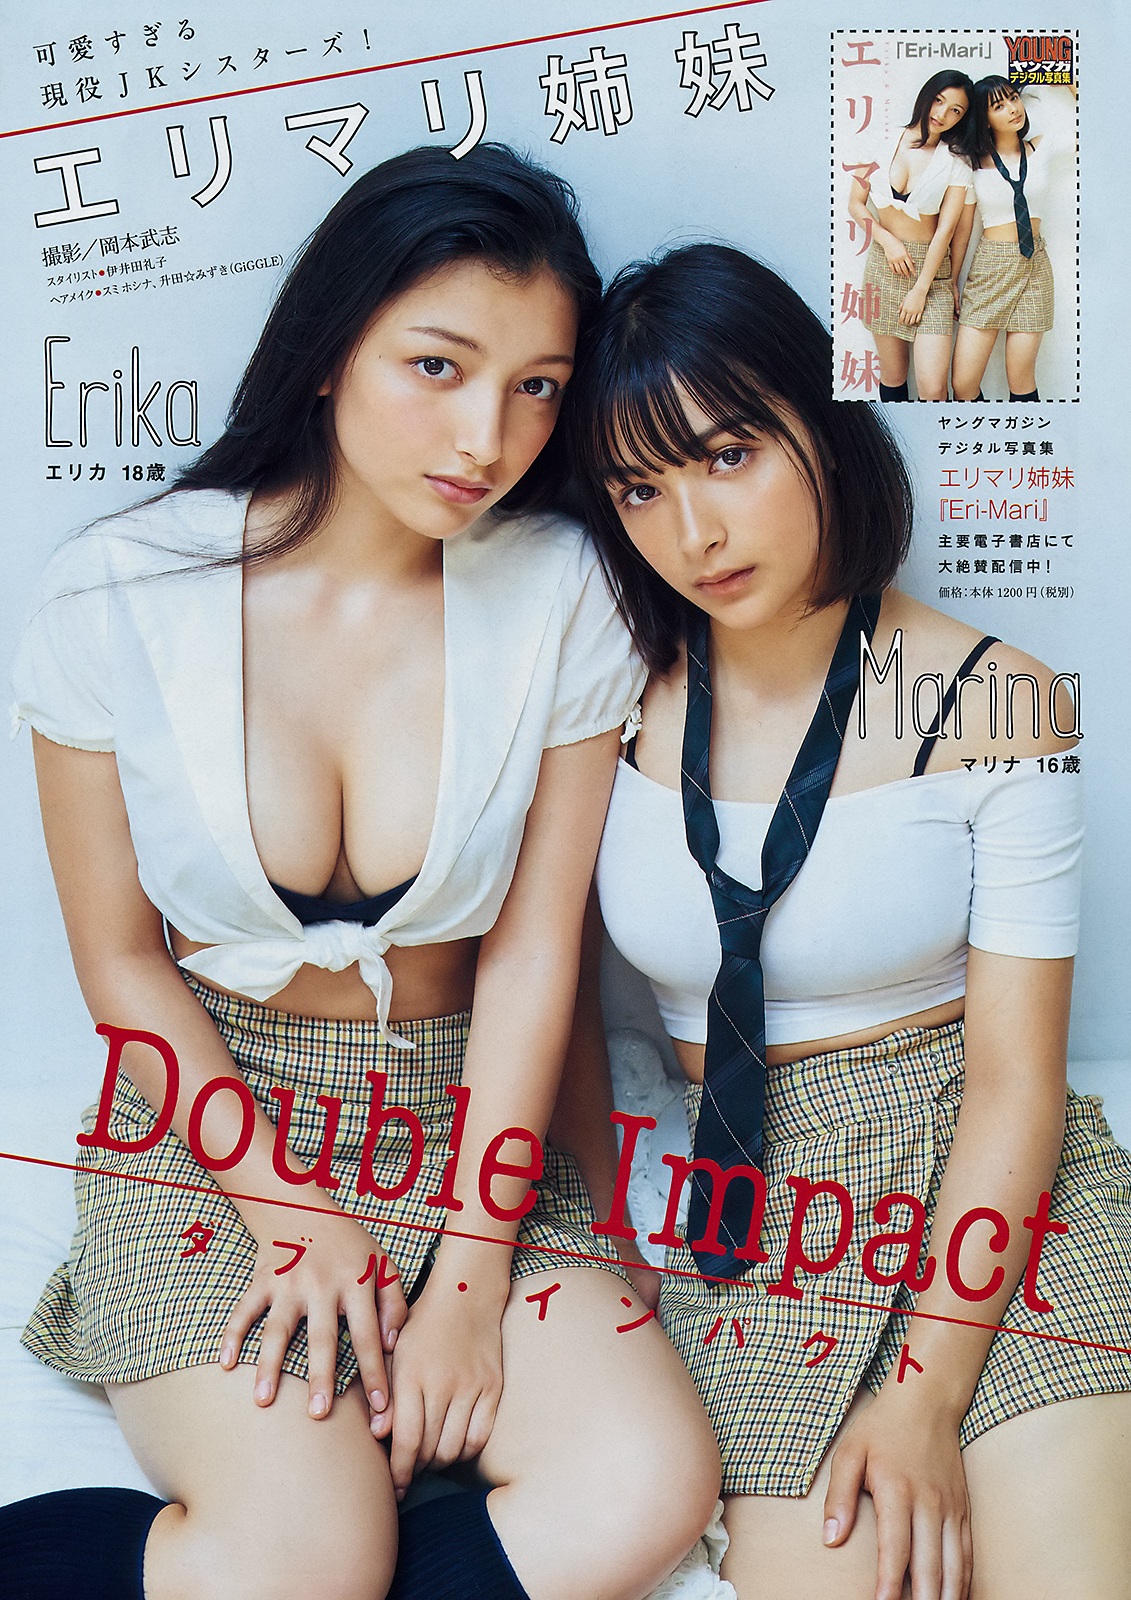 可愛すぎる
現役JKシスターズ!
エリマリ姉妹
撮影/岡本武志
スタイリスト●伊井田礼子
ヘアメイク●スミホシナ、升田☆みずき(GiGGLE)
Erika
エリカ 18歳
「Eri-Mari」
YOUNG
ヤンマガ
デジタル写真集
エリマリ姉妹
ヤングマガジン
デジタル写真集
エリマリ姉妹
『Eri-Mari』
主要電子書店にて
大絶賛配信中!
価格:本体1200円(税別)
Marina
マリナ 16歳
Double Impact
ダブル・インパクト